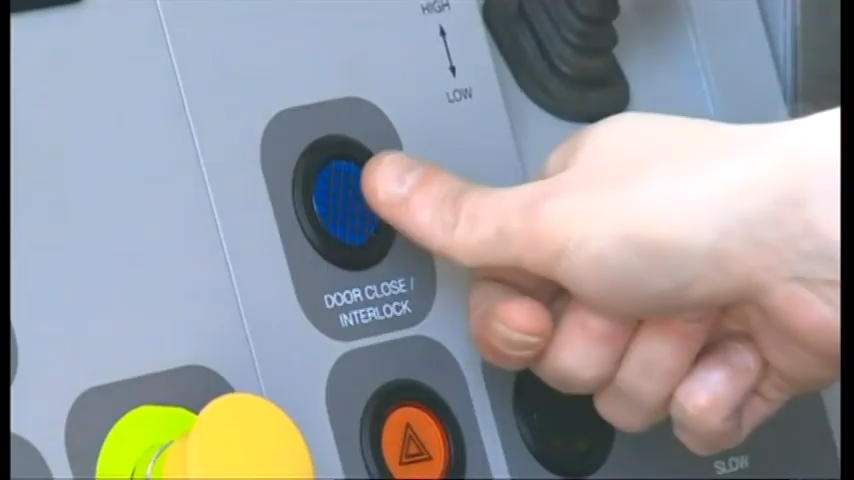 HIGH
LOW
DOOR CLOSE /
INTERLOCK
SLOW